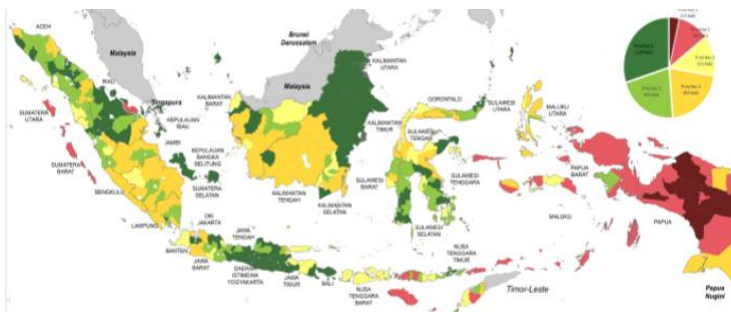 ACEH
Malaysia
RIAU
Singapura
SUMATERA
UTARA
KEPULAUAN
RIAU
JAMBI
KEPULAUAN
BANGKA
BELITUNG
SUMATERAN
BARAT
BENGKULU
SUMATERA
SELATAN
LAMPUNG
DKI
JAKARTA
BANTEN
JAWA
BARAT
JAWA
TENGAH
DAERAH
ISTIMEWA
YOGYAKARTA
JAWA
TIMUR
BALI
NUSA
TENGGARA
BARAT
NUSA
TENGGARA
TIMUR
Timor-Leste
Brunei
Darussalam
Malaysia
KALIMANTAN
UTARA
KALIMANTAN
BARAT
KALIMANTAN
TIMUR
KALIMANTAN
TENGAH
KALIMANTAN
SELATAN
GORONTALO
SULAWESI
UTARA
SULAWESI
TENGAH
SULAWESI
BARAT
SULAWESI
TENGGARA
SULAWESI
SELATAN
MALUKU
UTARA
MALUKU
PAPUA
BARAT
PAPUA
Papua
Nugini